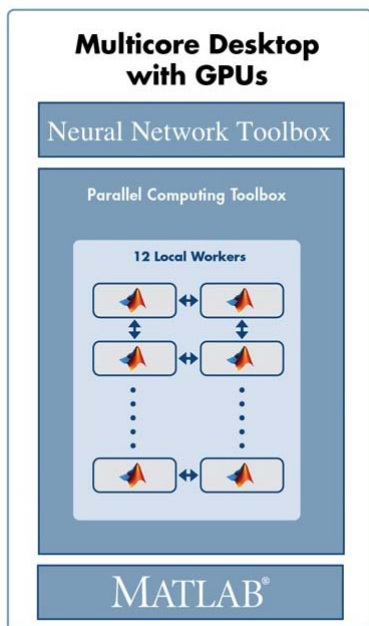 Multicore Desktop
with GPUs
Neural Network Toolbox
Parallel Computing Toolbox
12 Local Workers
MATLAB®